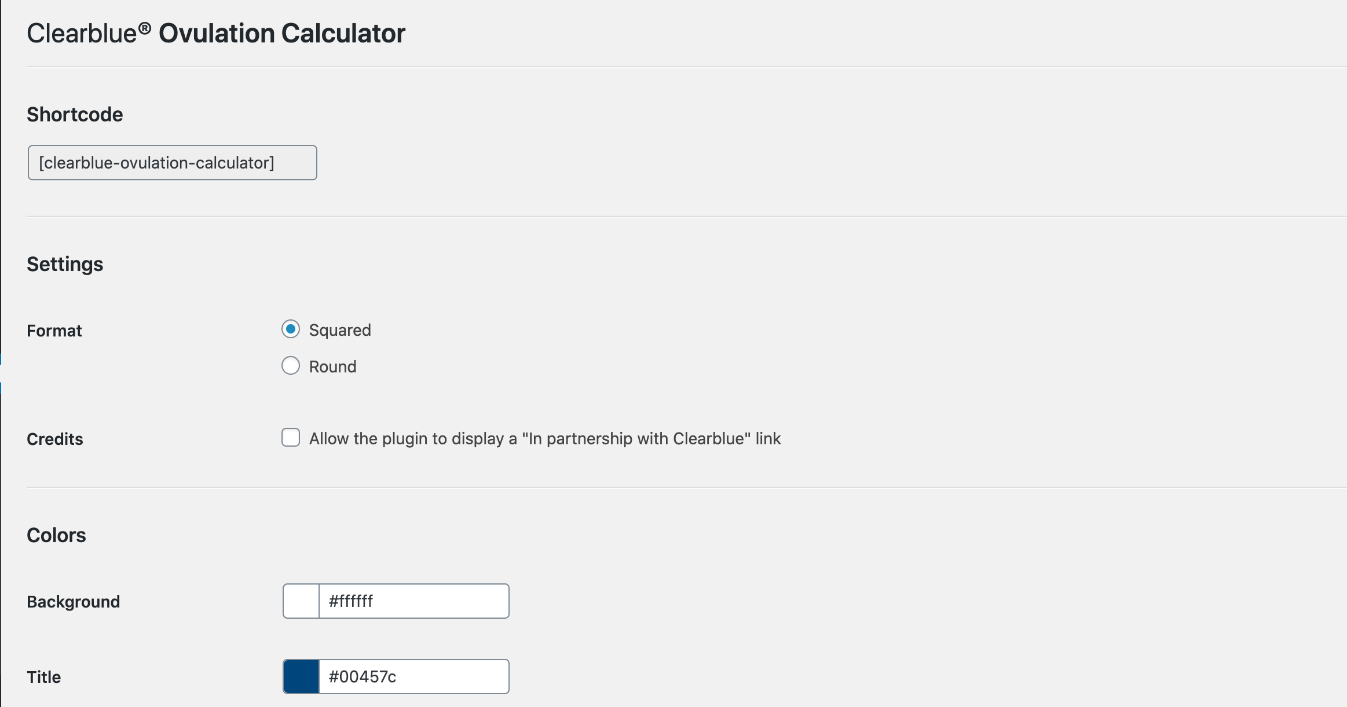 Clearblue® Ovulation Calculator
Shortcode
[clearblue-ovulation-calculator]
Settings
Format
Squared
Round
Credits
Allow the plugin to display a "In partnership with Clearblue" link
Colors
Background
#ffffff
Title
#00457c